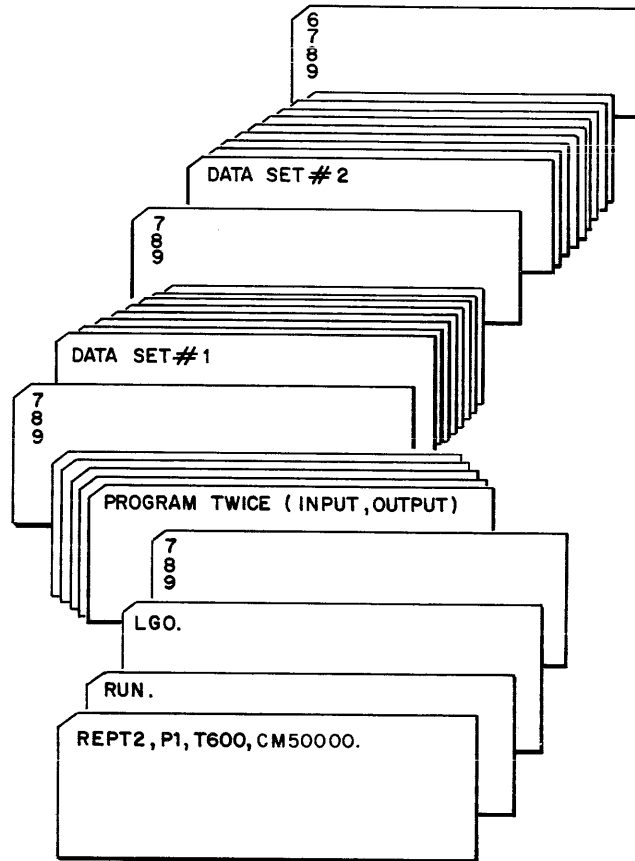 6
7
8
9
DATA SET # 2
7
8
9
DATA SET # 1
7
8
9
PROGRAM TWICE ( INPUT , OUTPUT )
7
8
9
LGO.
RUN.
REPT2, P1, T600, CM50000.